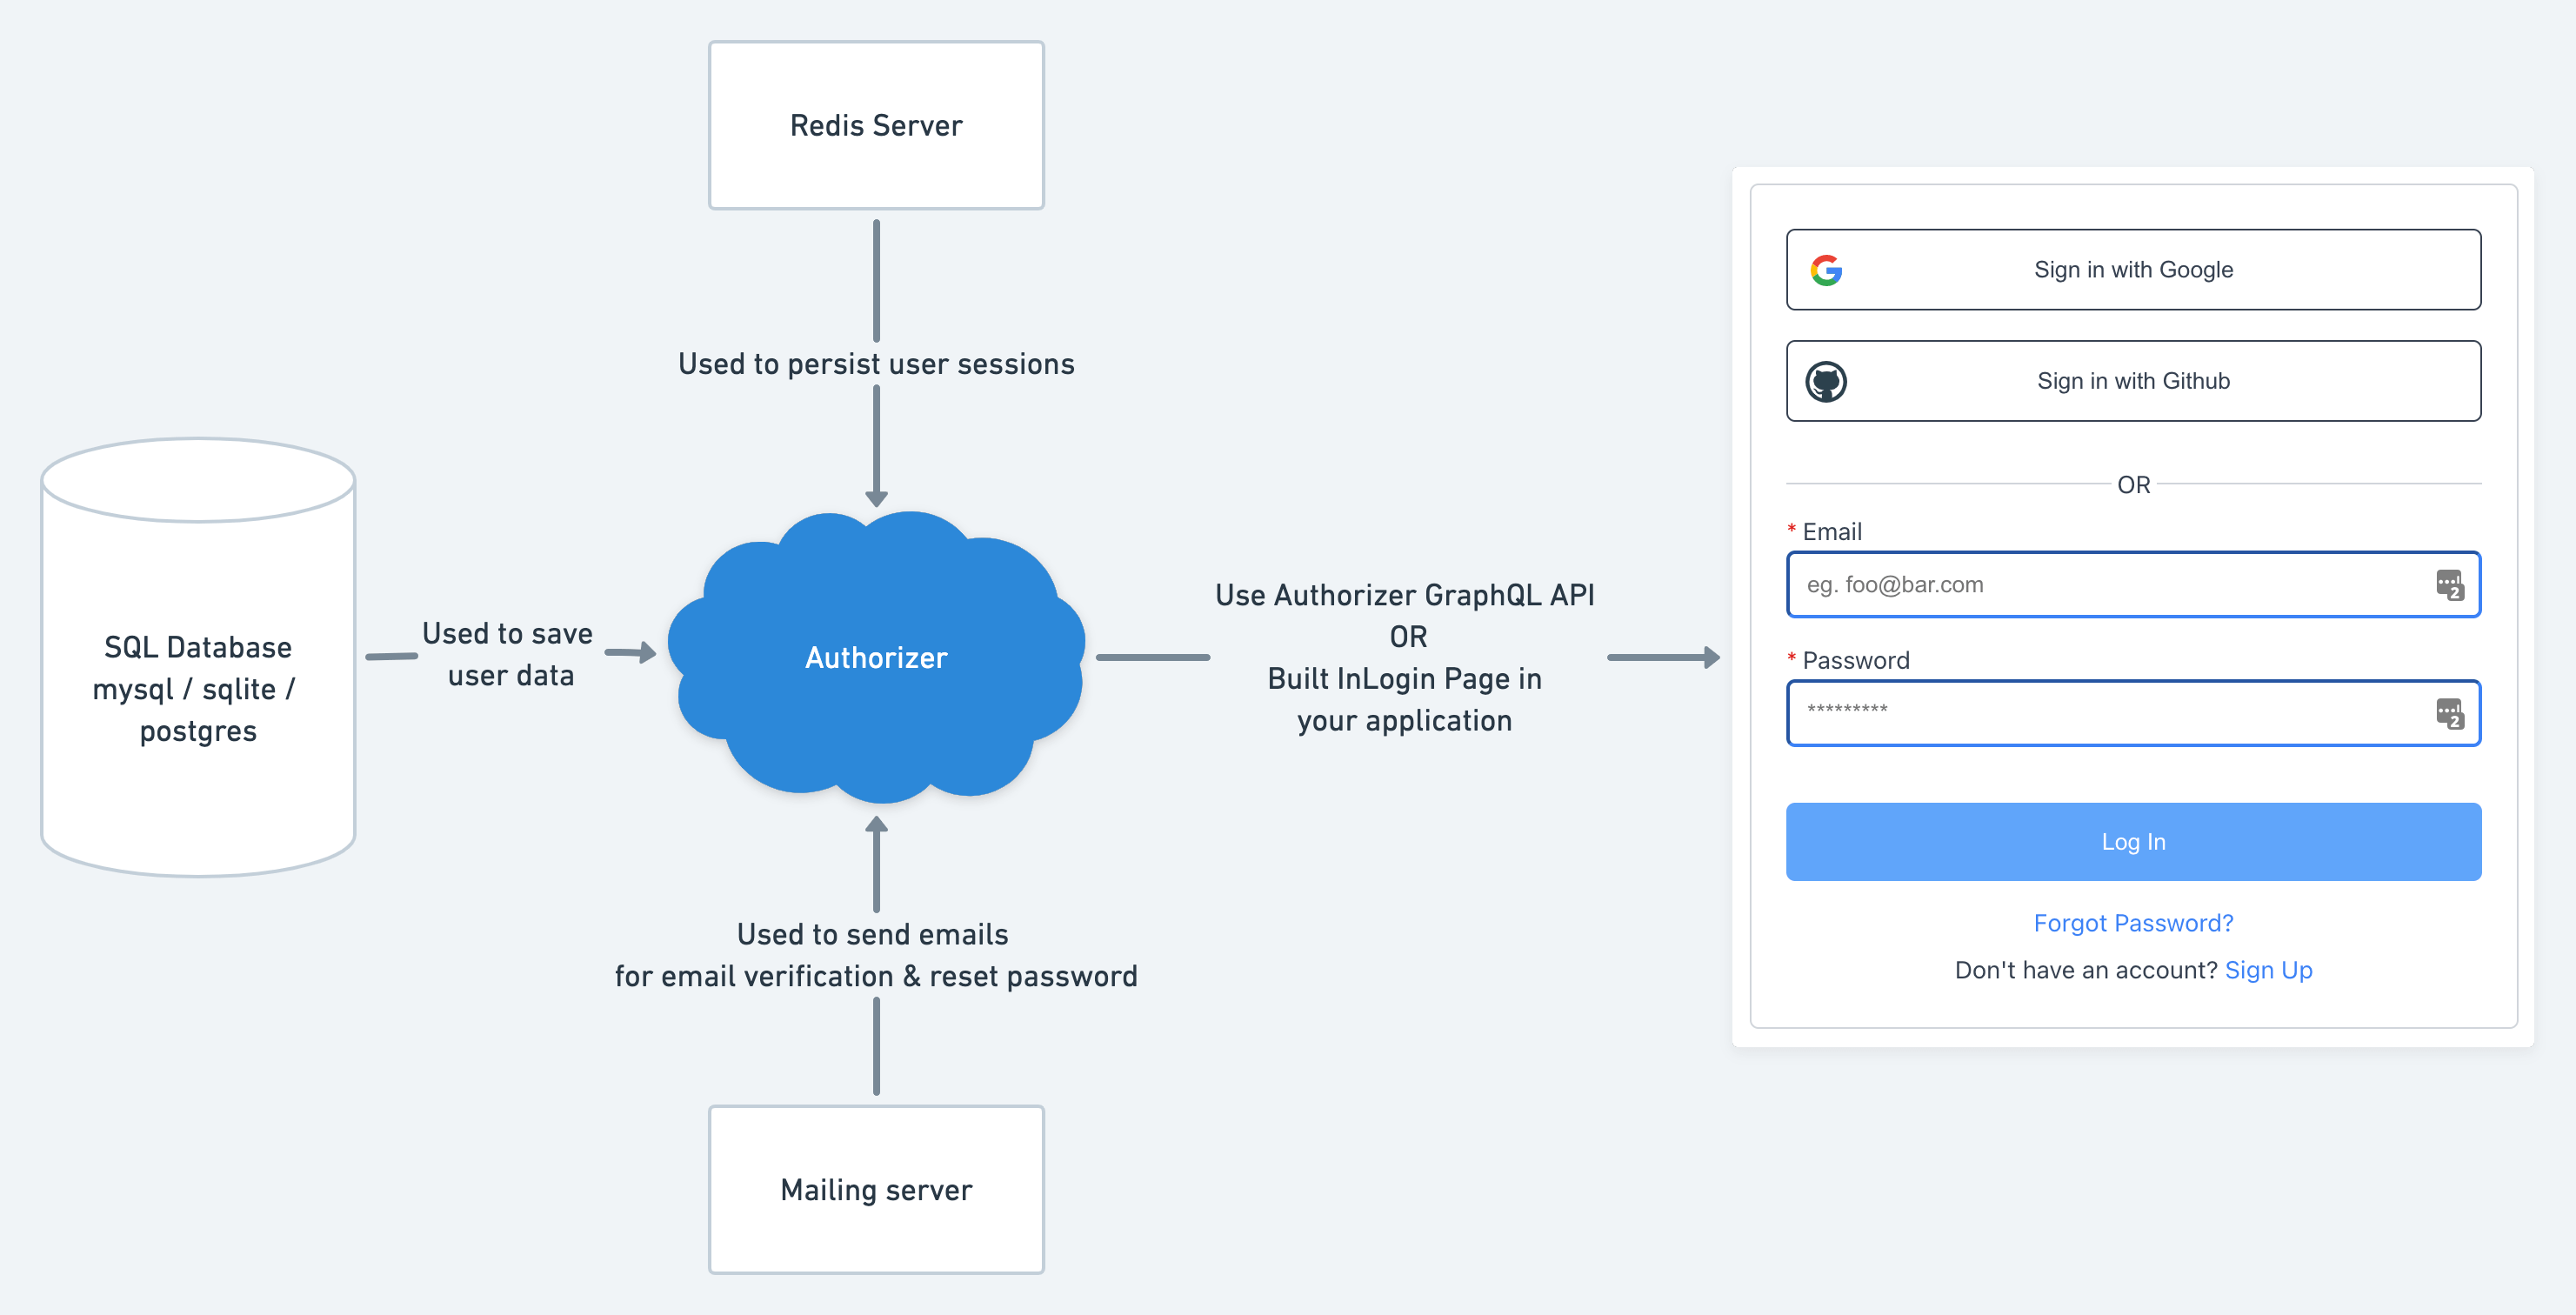 Redis Server
Used to persist user sessions
SQL Database
mysql / sqlite /
postgres
Used to save
user data
Authorizer
Use Authorizer GraphQL API
OR
Built InLogin Page in
your application
Used to send emails
for email verification & reset password
Mailing server
Sign in with Google
Sign in with Github
OR
* Email
eg. foo@bar.com
2
* Password
*********
2
Log In
Forgot Password?
Don't have an account? Sign Up